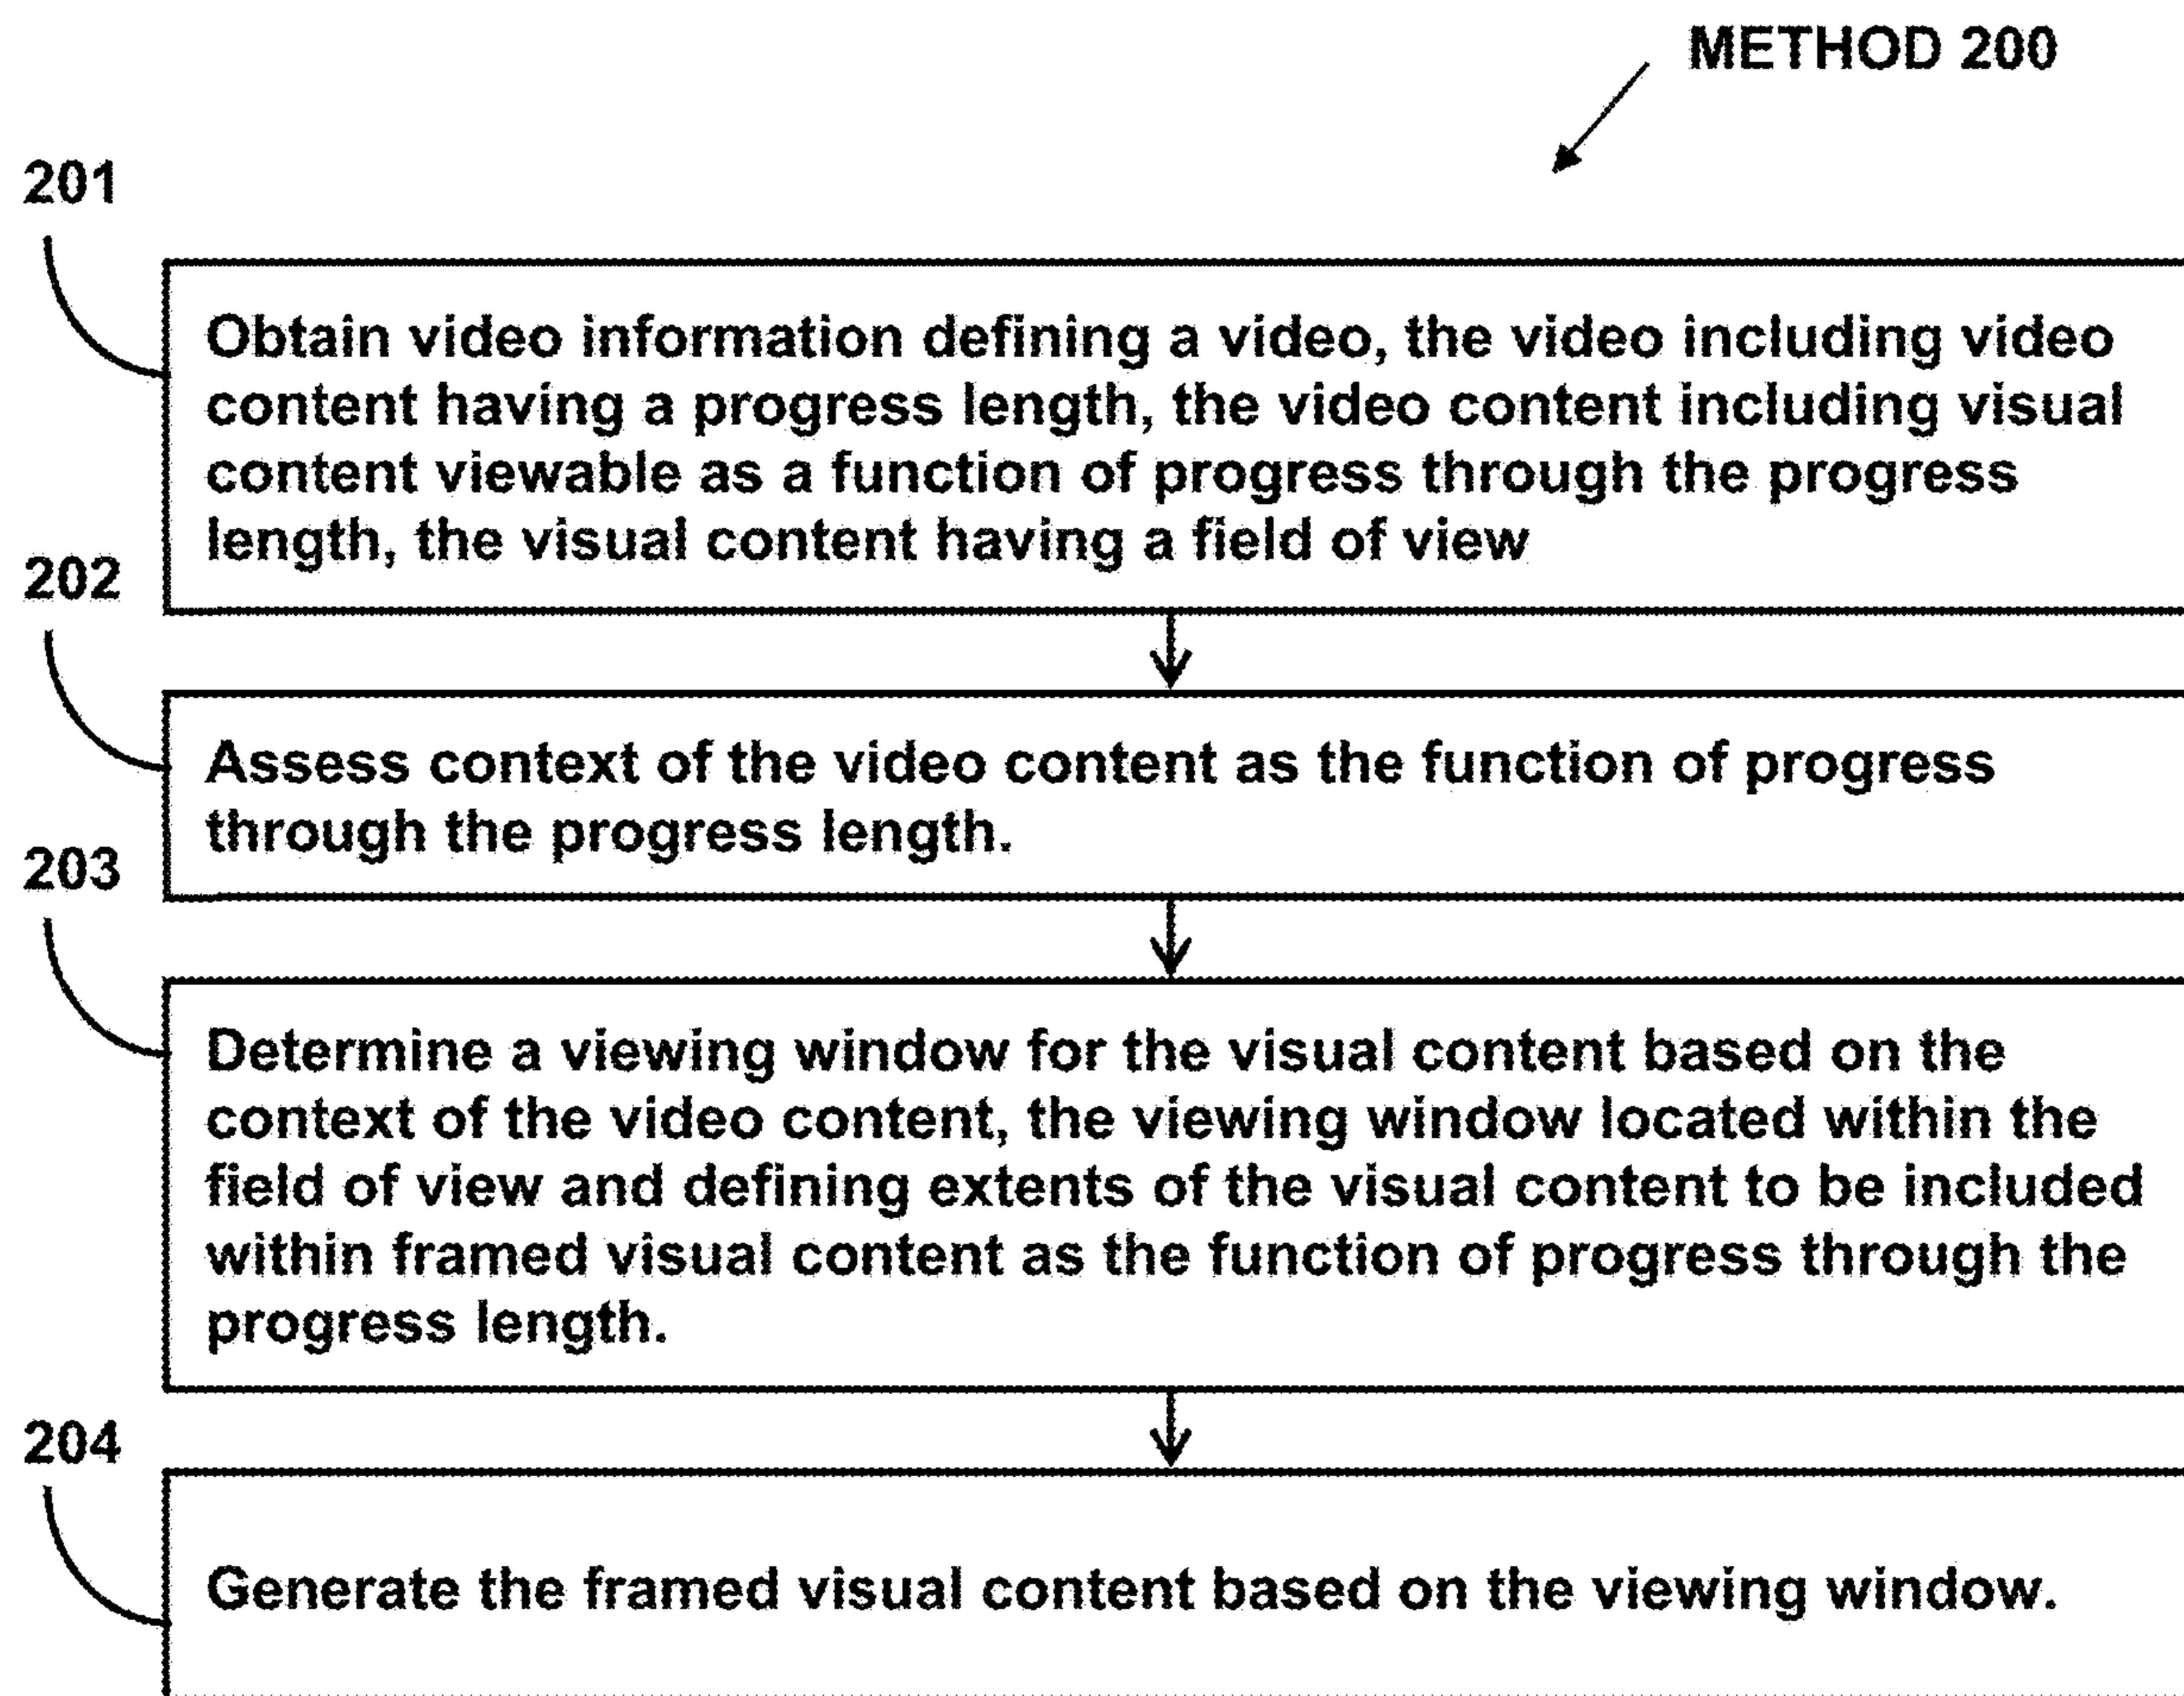 METHOD 200
201
Obtain video information defining a video, the video including video
content having a progress length, the video content including visual
content viewable as a function of progress through the progress
length, the visual content having a field of view
202
Assess context of the video content as the function of progress
through the progress length.
203
Determine a viewing window for the visual content based on the
context of the video content, the viewing window located within the
field of view and defining extents of the visual content to be included
within framed visual content as the function of progress through the
progress length.
204
Generate the framed visual content based on the viewing window.